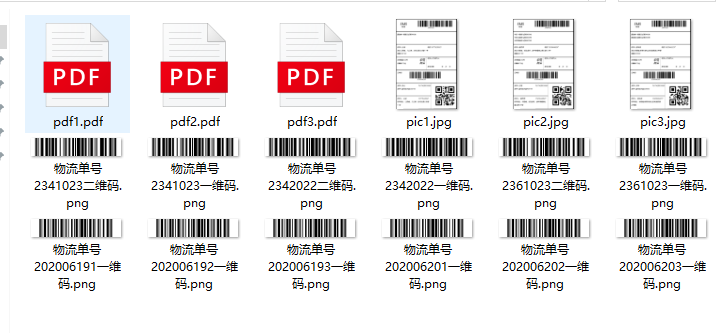 PDF
PDF
PDF
pdf1.pdf
pdf2.pdf
pdf3.pdf
pic1.jpg
pic2.jpg
pic3.jpg
物流单号
2341023二维码.
png
物流单号
2341023一维码.
png
物流单号
2342022二维码.
png
物流单号
2342022一维码.
png
物流单号
2361023二维码.
png
物流单号
2361023一维码.
png
物流单号
202006191一维
码.png
物流单号
202006192一维
码.png
物流单号
202006193一维
码.png
物流单号
202006201一维
码.png
物流单号
202006202一维
码.png
物流单号
202006203一维
码.png